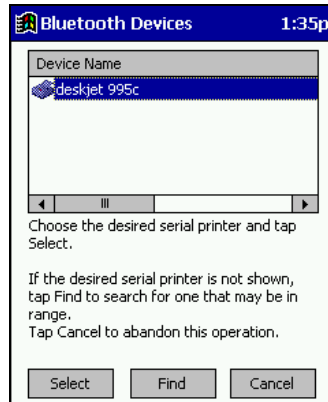 Bluetooth Devices 1:35p
Device Name
deskjet 995c
Choose the desired serial printer and tap
Select.
If the desired serial printer is not shown,
tap Find to search for one that may be in
range.
Tap Cancel to abandon this operation.
Select Find Cancel